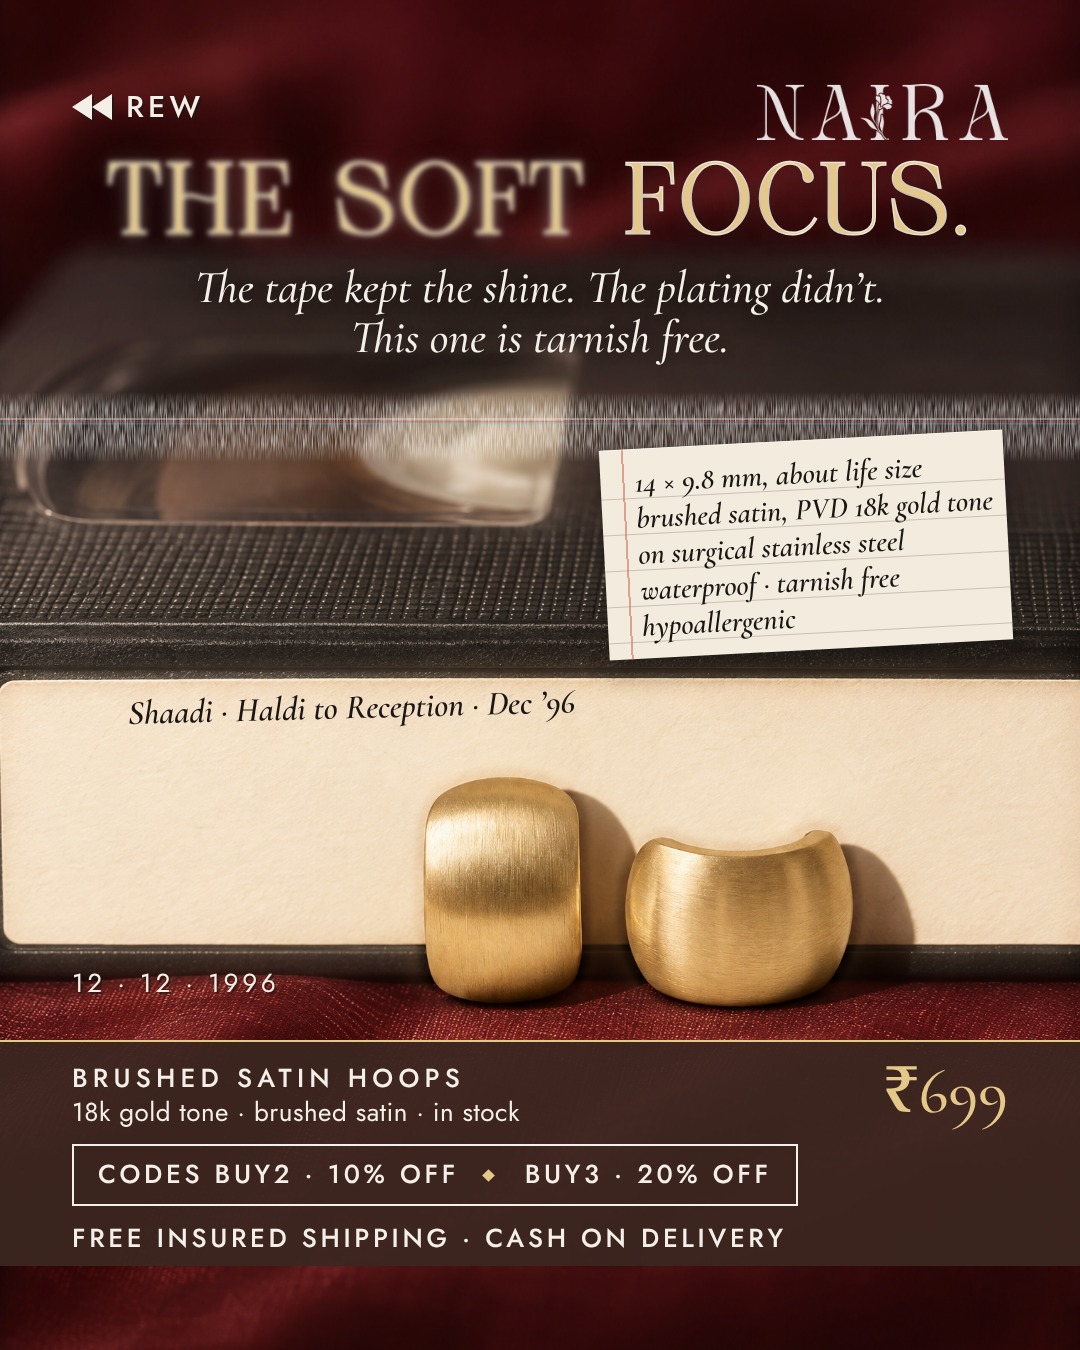 REW
NAIRA
THE SOFT FOCUS.
The tape kept the shine. The plating didn’t.
This one is tarnish free.
14 × 9.8 mm, about life size
brushed satin, PVD 18k gold tone
on surgical stainless steel
waterproof · tarnish free
hypoallergenic
Shaadi · Haldi to Reception · Dec ’96
12 · 12 · 1996
BRUSHED SATIN HOOPS
₹699
18k gold tone · brushed satin · in stock
CODES BUY2 · 10% OFF ◆ BUY3 · 20% OFF
FREE INSURED SHIPPING · CASH ON DELIVERY